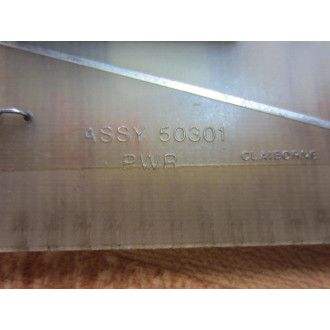 ASSY 50301
PWR CLAIBORNE